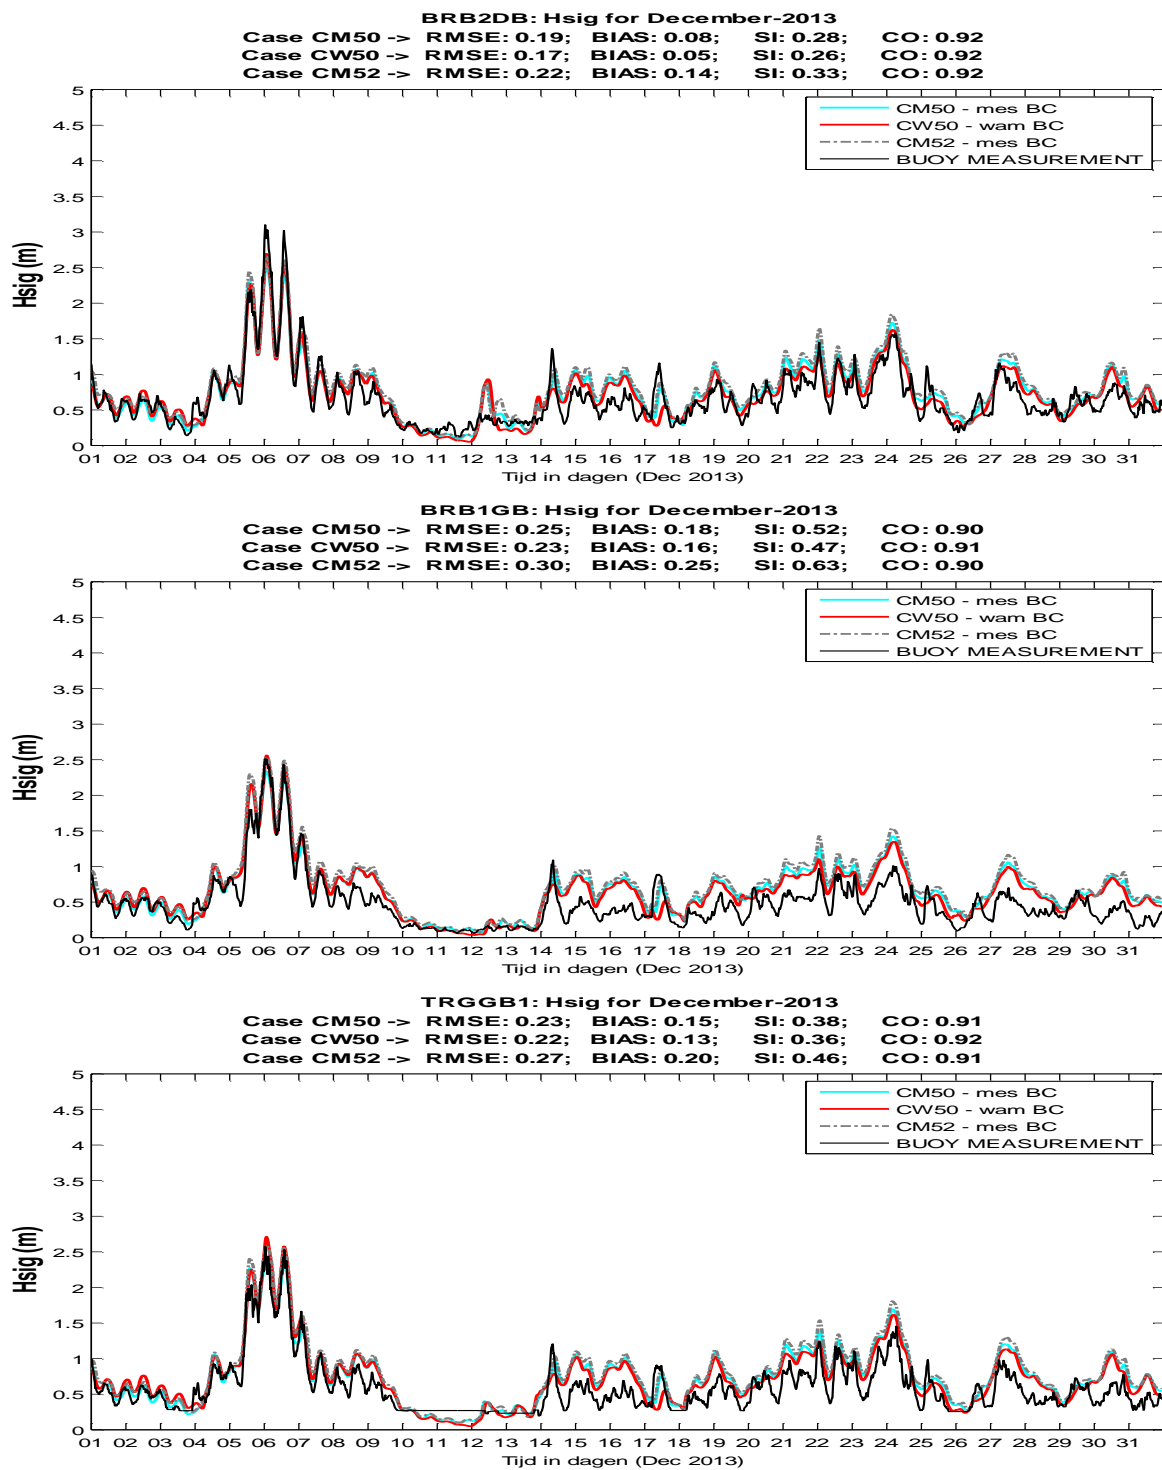 BRB2DB: Hsig for December-2013
Case CM50 -> RMSE: 0.19; BIAS: 0.08; SI: 0.28; CO: 0.92
Case CW50 -> RMSE: 0.17; BIAS: 0.05; SI: 0.26; CO: 0.92
Case CM52 -> RMSE: 0.22; BIAS: 0.14; SI: 0.33; CO: 0.92
5
4.5
4
3.5
3
2.5
2
1.5
1
0.5
0
Hsig (m)
CM50 - mes BC
CW50 - wam BC
CM52 - mes BC
BUOY MEASUREMENT
01 02 03 04 05 06 07 08 09 10 11 12 13 14 15 16 17 18 19 20 21 22 23 24 25 26 27 28 29 30 31
Tijd in dagen (Dec 2013)
BRB1GB: Hsig for December-2013
Case CM50 -> RMSE: 0.25; BIAS: 0.18; SI: 0.52; CO: 0.90
Case CW50 -> RMSE: 0.23; BIAS: 0.16; SI: 0.47; CO: 0.91
Case CM52 -> RMSE: 0.30; BIAS: 0.25; SI: 0.63; CO: 0.90
5
4.5
4
3.5
3
2.5
2
1.5
1
0.5
0
Hsig (m)
CM50 - mes BC
CW50 - wam BC
CM52 - mes BC
BUOY MEASUREMENT
01 02 03 04 05 06 07 08 09 10 11 12 13 14 15 16 17 18 19 20 21 22 23 24 25 26 27 28 29 30 31
Tijd in dagen (Dec 2013)
TRGGB1: Hsig for December-2013
Case CM50 -> RMSE: 0.23; BIAS: 0.15; SI: 0.38; CO: 0.91
Case CW50 -> RMSE: 0.22; BIAS: 0.13; SI: 0.36; CO: 0.92
Case CM52 -> RMSE: 0.27; BIAS: 0.20; SI: 0.46; CO: 0.91
5
4.5
4
3.5
3
2.5
2
1.5
1
0.5
0
Hsig (m)
CM50 - mes BC
CW50 - wam BC
CM52 - mes BC
BUOY MEASUREMENT
01 02 03 04 05 06 07 08 09 10 11 12 13 14 15 16 17 18 19 20 21 22 23 24 25 26 27 28 29 30 31
Tijd in dagen (Dec 2013)